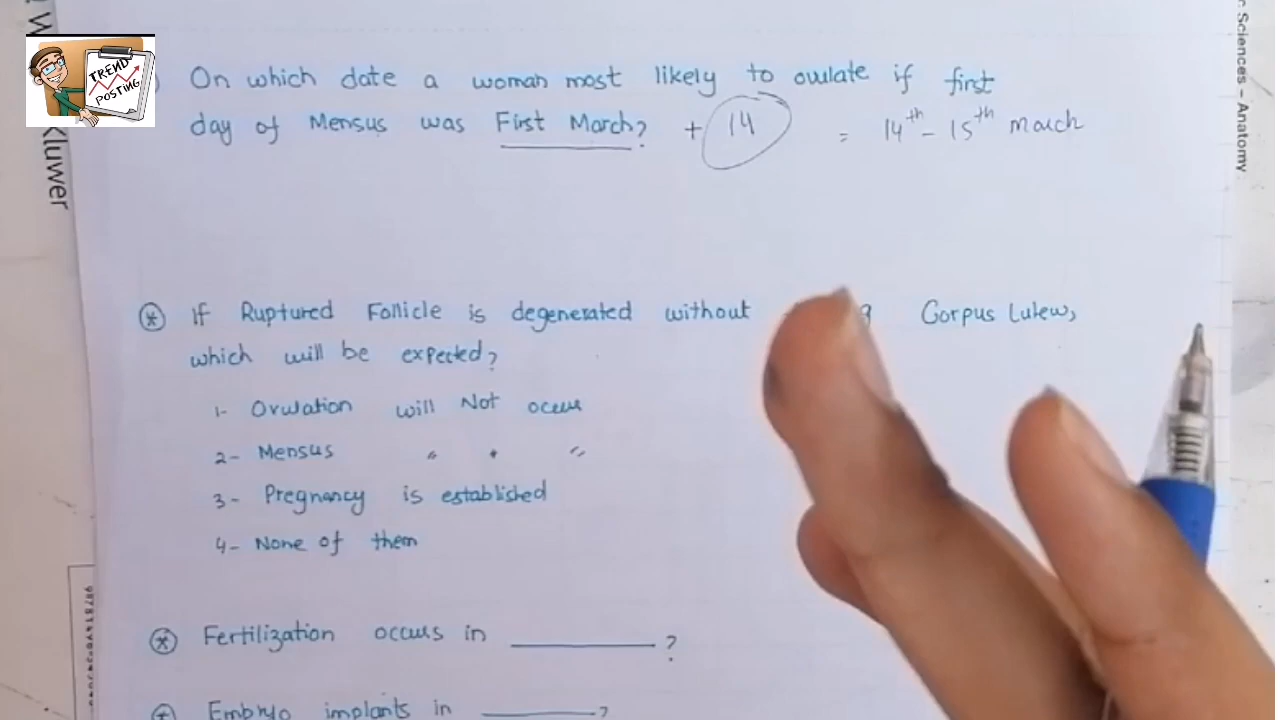 TREND
POSTING
On which date a woman most likely to ovulate if first
day of Mensus was First March? + 14 = 14th - 15th march
* If Ruptured Follicle is degenerated without Corpus Lutew,
which will be expected?
1- Ovulation will Not occur
2- Mensus " " "
3- Pregnancy is established
4- None of them
* Fertilization occurs in ________?
* Embryo implants in ________?
Kluwer
Sciences - Anatomy